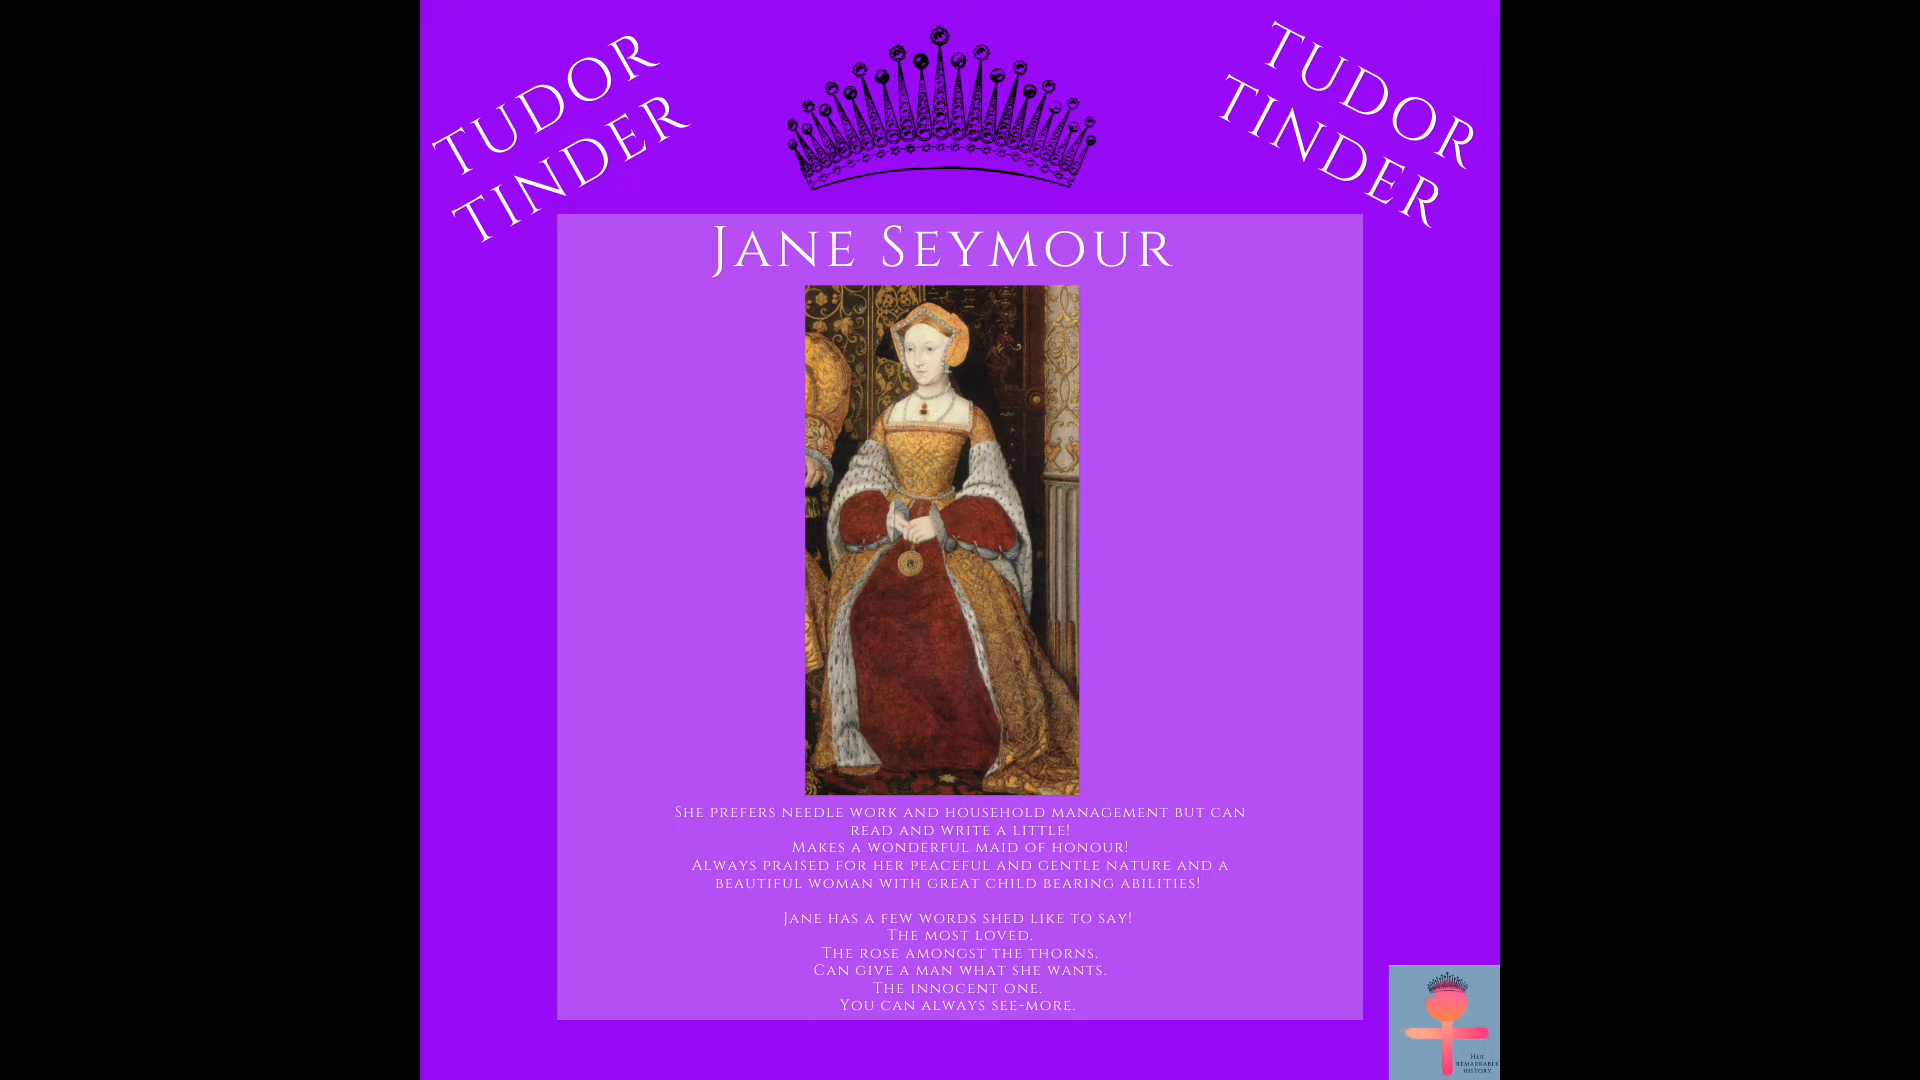 TUDOR
TINDER
TUDOR
TINDER
JANE SEYMOUR
SHE PREFERS NEEDLE WORK AND HOUSEHOLD MANAGEMENT BUT CAN
READ AND WRITE A LITTLE!
MAKES A WONDERFUL MAID OF HONOUR!
ALWAYS PRAISED FOR HER PEACEFUL AND GENTLE NATURE AND A
BEAUTIFUL WOMAN WITH GREAT CHILD BEARING ABILITIES!
JANE HAS A FEW WORDS SHED LIKE TO SAY!
THE MOST LOVED.
THE ROSE AMONGST THE THORNS.
CAN GIVE A MAN WHAT SHE WANTS.
THE INNOCENT ONE.
YOU CAN ALWAYS SEE-MORE.
HER
REMARKABLE
HISTORY